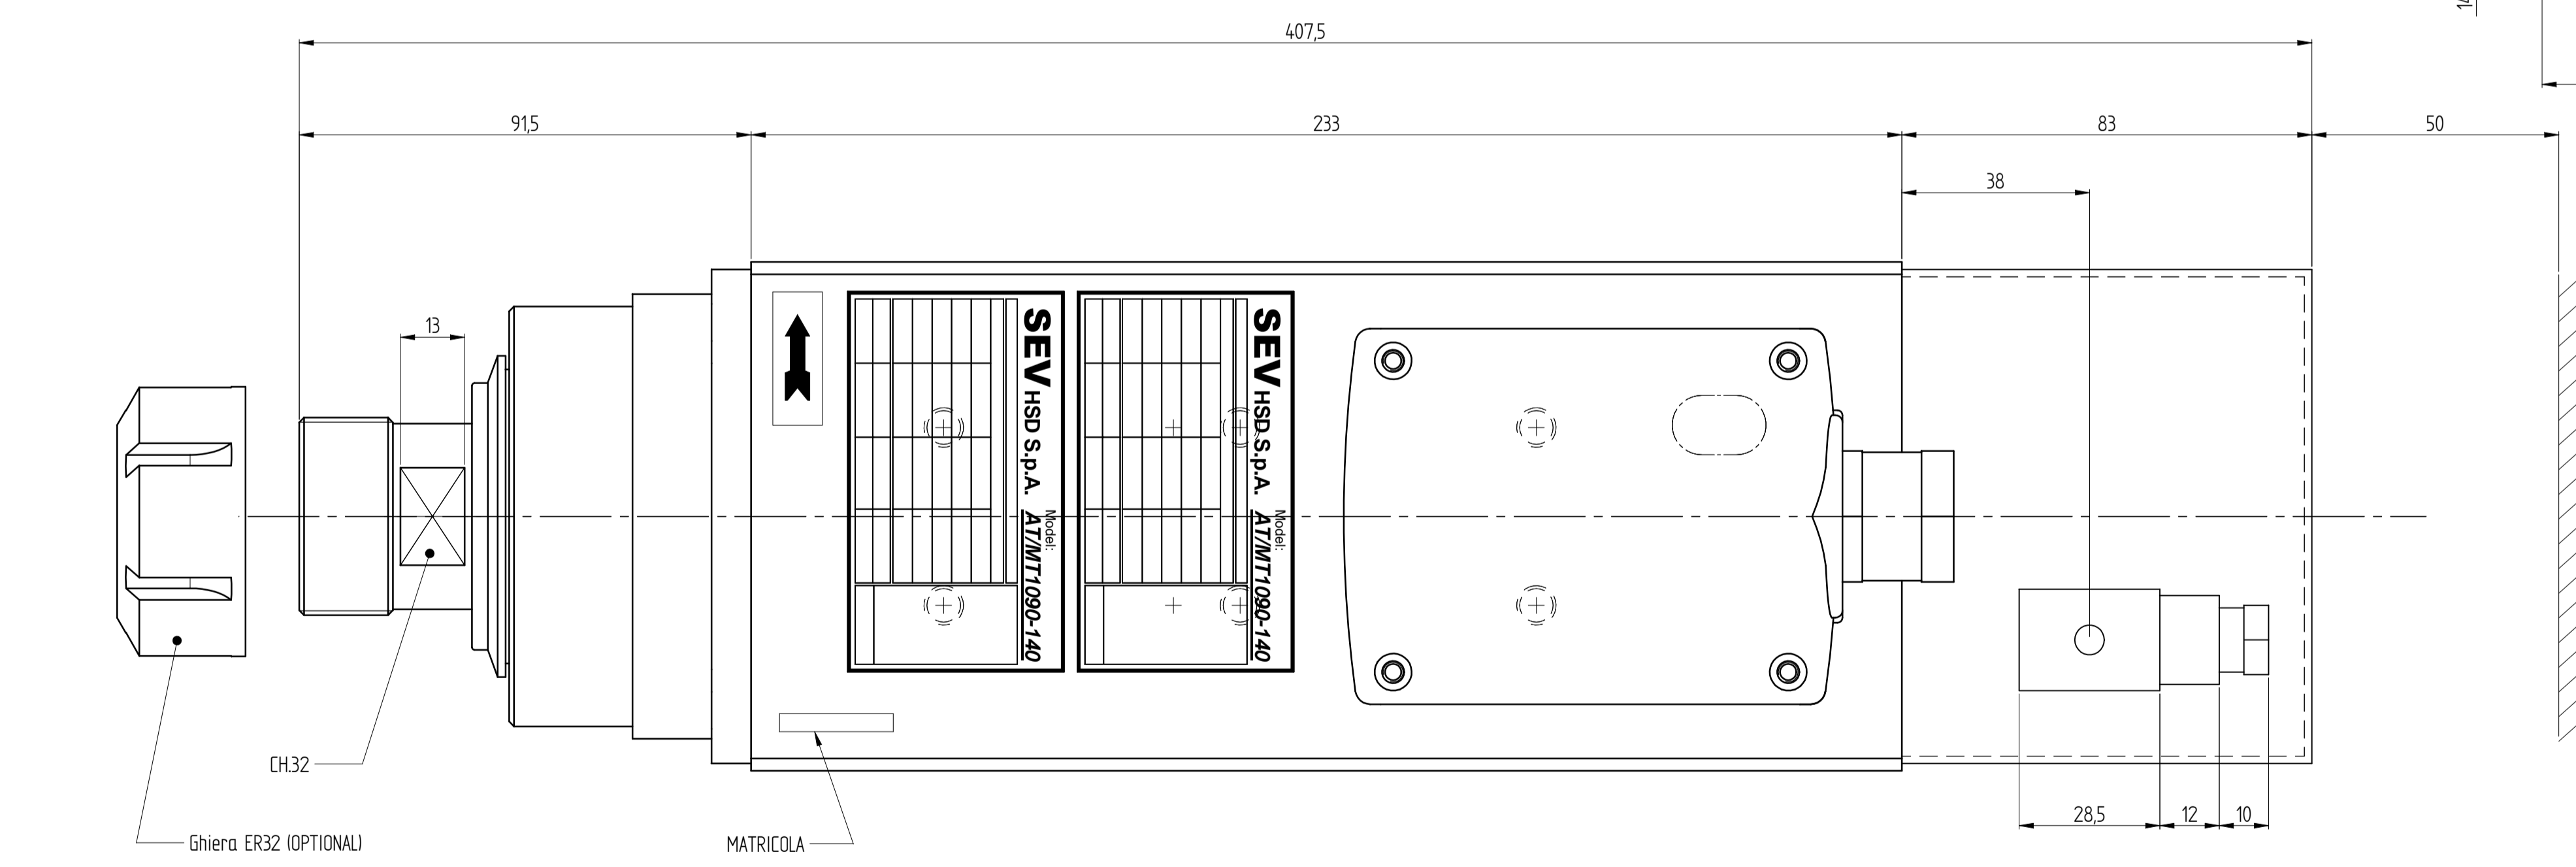 407,5
91,5
233
83
50
38
13
SEV HSD S.p.A. Model: AT/MT1090-140
SEV HSD S.p.A. Model: AT/MT1090-140
CH.32
28,5
12
10
Ghiera ER32 (OPTIONAL)
MATRICOLA